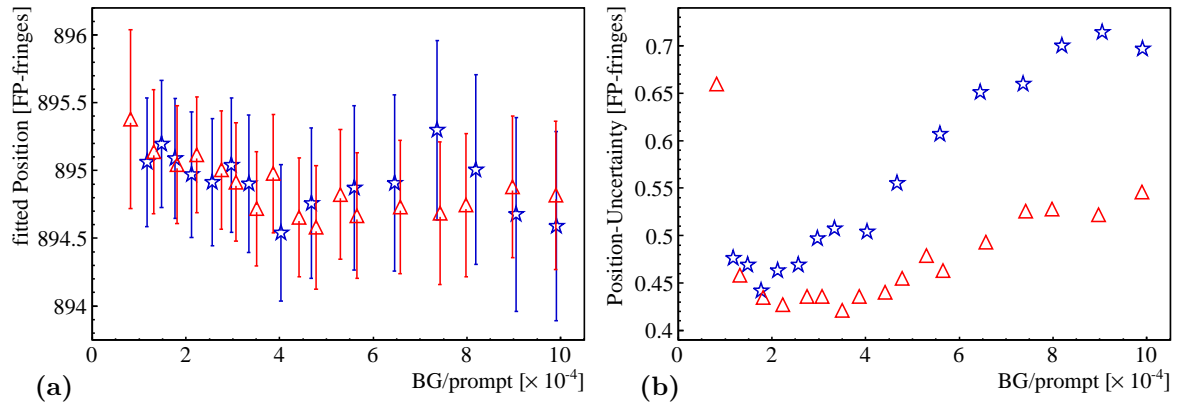 fitted Position [FP-fringes]
896
895.5
895
894.5
894
0 2 4 6 8 10
BG/prompt [× 10⁻⁴]
(a)
Position-Uncertainty [FP-fringes]
0.7
0.65
0.6
0.55
0.5
0.45
0.4
0 2 4 6 8 10
BG/prompt [× 10⁻⁴]
(b)